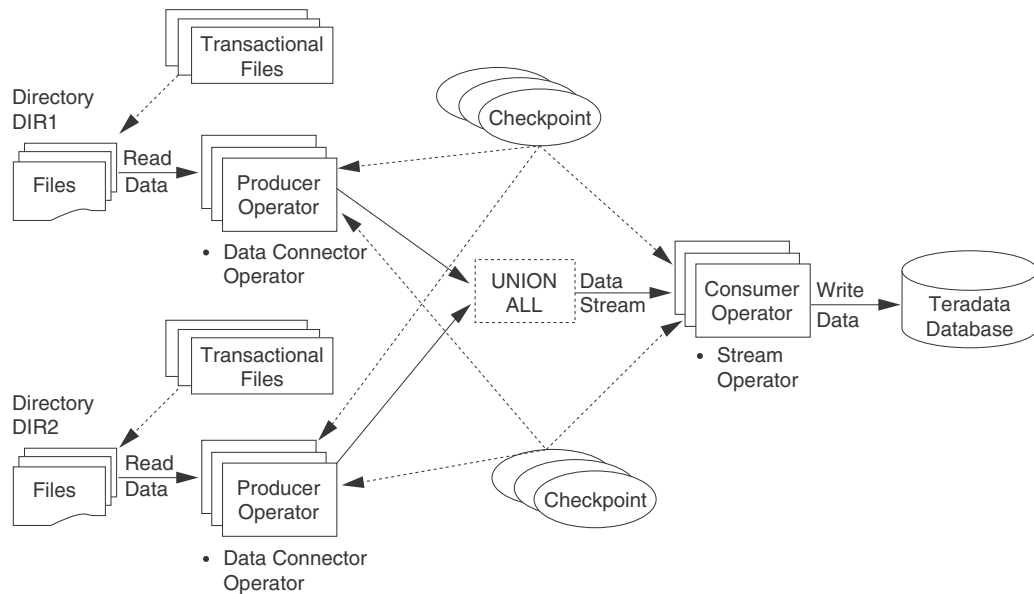 Transactional
Files
Directory
DIR1
Checkpoint
Read
Data
Files
Producer
Operator
• Data Connector
Operator
UNION
ALL
Data
Stream
Consumer
Operator
Write
Data
Teradata
Database
• Stream
Operator
Transactional
Files
Directory
DIR2
Read
Data
Files
Producer
Operator
Checkpoint
• Data Connector
Operator